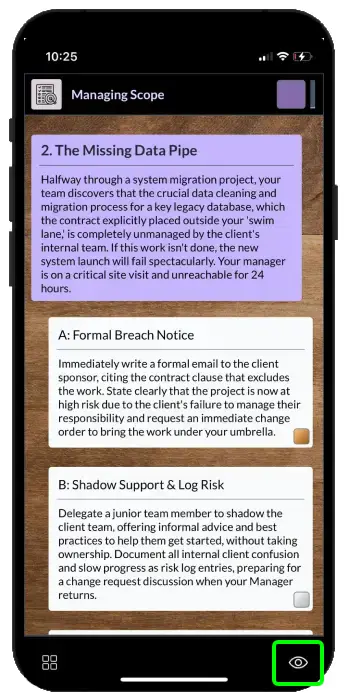 10:25
Managing Scope
2. The Missing Data Pipe
Halfway through a system migration project, your
team discovers that the crucial data cleaning and
migration process for a key legacy database, which
the contract explicitly placed outside your 'swim
lane,' is completely unmanaged by the client's
internal team. If this work isn't done, the new
system launch will fail spectacularly. Your manager
is on a critical site visit and unreachable for 24
hours.
A: Formal Breach Notice
Immediately write a formal email to the client
sponsor, citing the contract clause that excludes
the work. State clearly that the project is now at
high risk due to the client's failure to manage their
responsibility and request an immediate change
order to bring the work under your umbrella.
B: Shadow Support & Log Risk
Delegate a junior team member to shadow the
client team, offering informal advice and best
practices to help them get started, without taking
ownership. Document all internal client confusion
and slow progress as risk log entries, preparing for
a change request discussion when your Manager
returns.